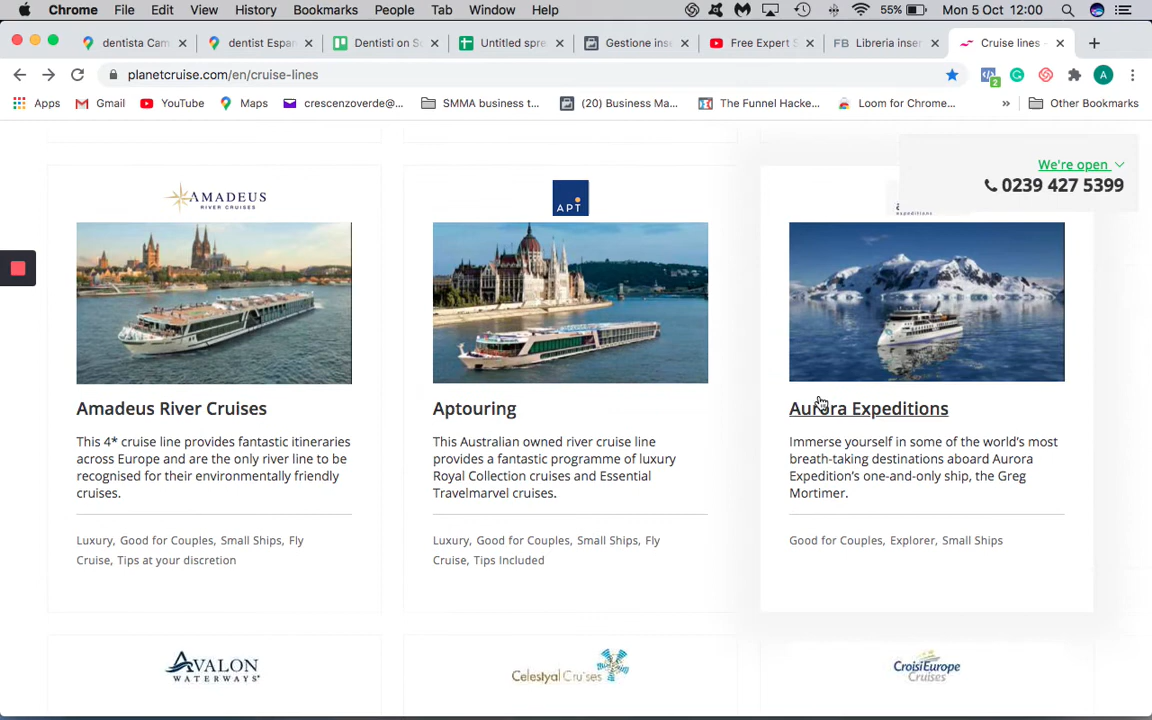 Chrome File Edit View History Bookmarks People Tab Window Help 55% Mon 5 Oct 12:00
dentista Cam dentist Espan Dentisti on S Untitled spre Gestione inse Free Expert S FB Libreria inser Cruise lines -
planetcruise.com/en/cruise-lines 2 A
Apps Gmail YouTube Maps crescenzoverde@... SMMA business t... (20) Business Ma... The Funnel Hacke... Loom for Chrome... » Other Bookmarks
We're open
0239 427 5399
AMADEUS
RIVER CRUISES
APT
expeditions
Amadeus River Cruises
This 4* cruise line provides fantastic itineraries
across Europe and are the only river line to be
recognised for their environmentally friendly
cruises.
Luxury, Good for Couples, Small Ships, Fly
Cruise, Tips at your discretion
Aptouring
This Australian owned river cruise line
provides a fantastic programme of luxury
Royal Collection cruises and Essential
Travelmarvel cruises.
Luxury, Good for Couples, Small Ships, Fly
Cruise, Tips Included
Aurora Expeditions
Immerse yourself in some of the world's most
breath-taking destinations aboard Aurora
Expedition's one-and-only ship, the Greg
Mortimer.
Good for Couples, Explorer, Small Ships
AVALON
WATERWAYS
Celestyal Cruises
CroisiEurope
Cruises